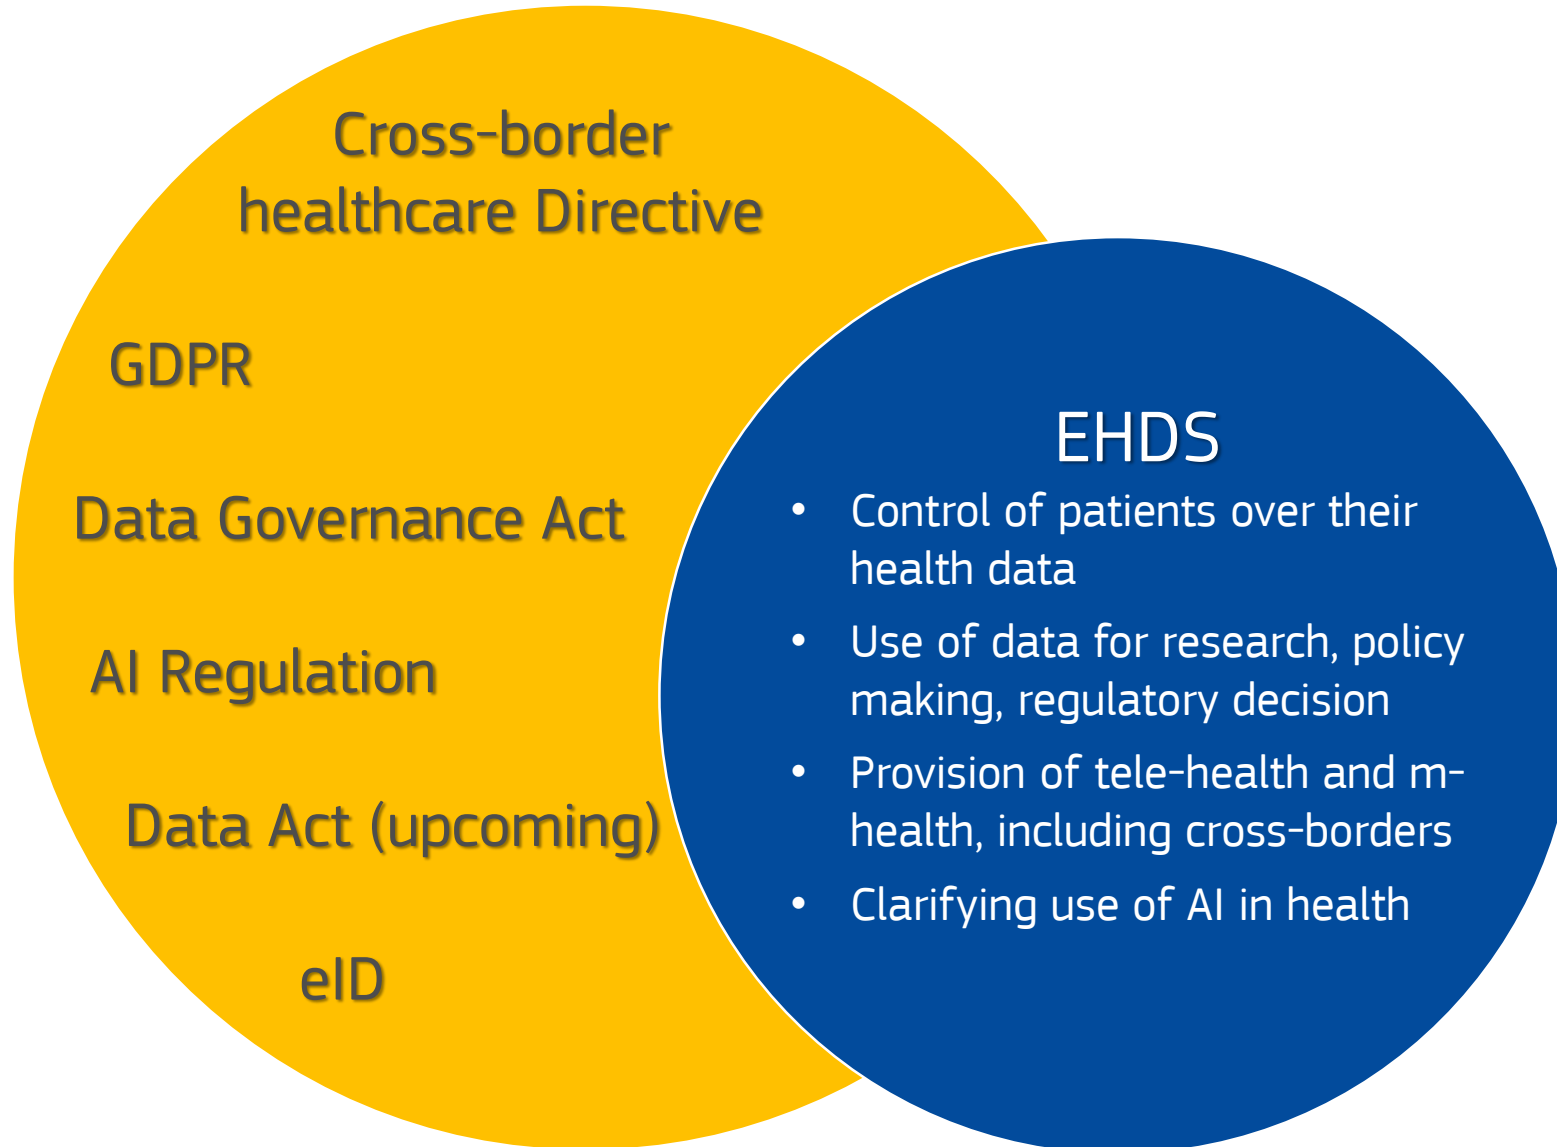 Cross-border
healthcare Directive
GDPR
Data Governance Act
AI Regulation
Data Act (upcoming)
eID
EHDS
• Control of patients over their
health data
• Use of data for research, policy
making, regulatory decision
• Provision of tele-health and m-
health, including cross-borders
• Clarifying use of AI in health